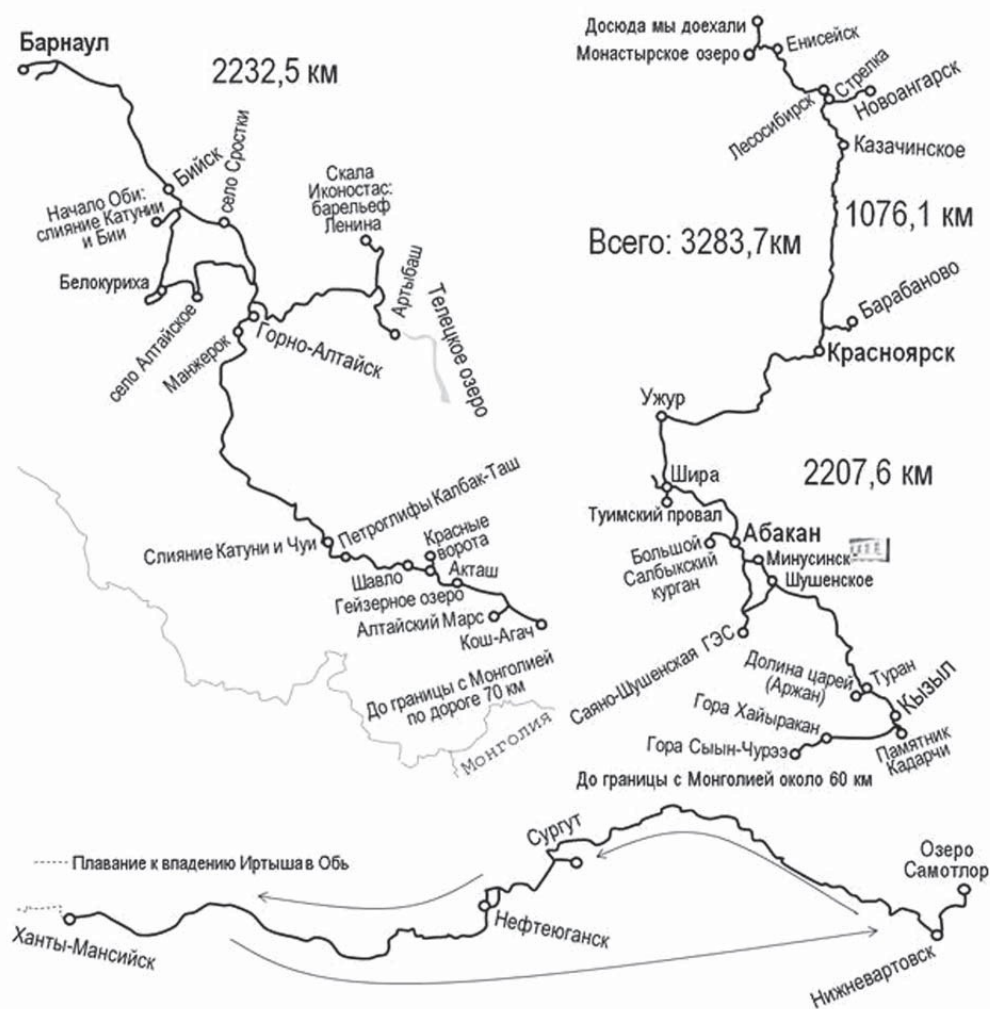 Барнаул
2232,5 км
Бийск
село Сростки
Начало Оби:
слияние Катунии
и Бии
Скала
Иконостас:
барельеф
Ленина
Белокуриха
село Алтайское
Манжерок
Горно-Алтайск
Артыбаш
Телецкое озеро
Слияние Катуни и Чуи
Петроглифы Калбак-Таш
Шавло
Красные
ворота
Акташ
Гейзерное озеро
Алтайский Марс
Кош-Агач
До границы с Монголией
по дороге 70 км
Монголия
Досюда мы доехали
Монастырское озеро
Енисейск
Лесосибирск
Стрелка
Новоангарск
Казачинское
1076,1 км
Всего: 3283,7км
Барабаново
Красноярск
Ужур
2207,6 км
Шира
Туимский провал
Абакан
Большой
Салбыкский
курган
Минусинск
Шушенское
Саяно-Шушенская ГЭС
Долина царей
(Аржан)
Туран
Кызыл
Гора Хайыракан
Гора Сыын-Чурээ
Памятник
Кадарчи
До границы с Монголией около 60 км
Плавание к впадению Иртыша в Обь
Сургут
Озеро
Самотлор
Ханты-Мансийск
Нефтеюганск
Нижневартовск